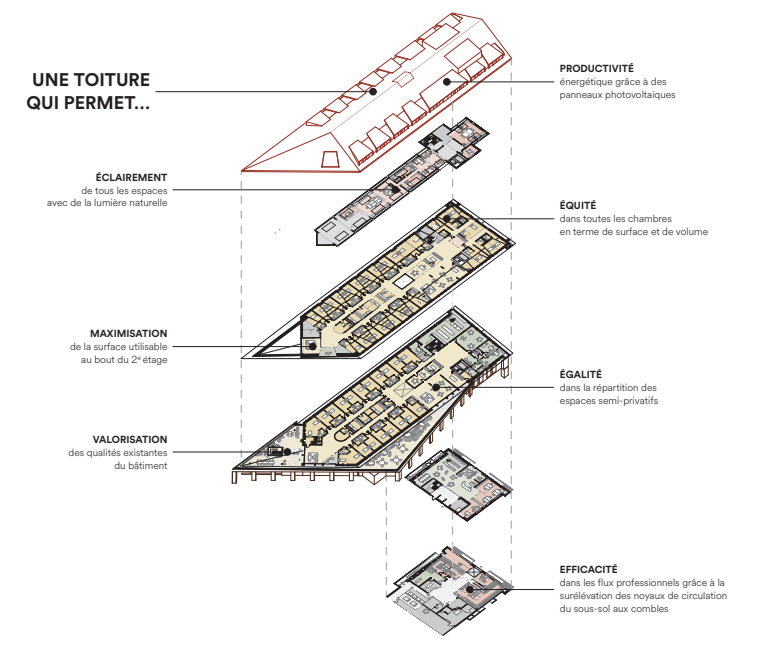 UNE TOITURE
QUI PERMET...
PRODUCTIVITÉ
énergétique grâce à des
panneaux photovoltaiques
ÉCLAIREMENT
de tous les espaces
avec de la lumière naturelle
ÉQUITÉ
dans toutes les chambres
en terme de surface et de volume
MAXIMISATION
de la surface utilisable
au bout du 2e étage
ÉGALITÉ
dans la répartition des
espaces semi-privatifs
VALORISATION
des qualités existantes
du bâtiment
EFFICACITÉ
dans les flux professionnels grâce à la
surélévation des noyaux de circulation
du sous-sol aux combles